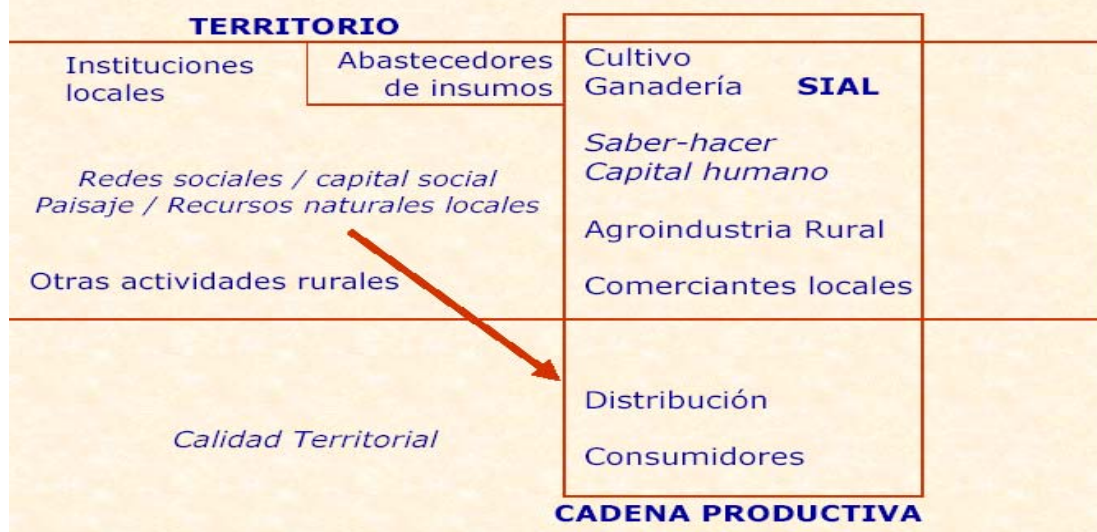 TERRITORIO
Instituciones
locales
Abastecedores
de insumos
Redes sociales / capital social
Paisaje / Recursos naturales locales
Otras actividades rurales
Cultivo
Ganadería SIAL
Saber-hacer
Capital humano
Agroindustria Rural
Comerciantes locales
Calidad Territorial
Distribución
Consumidores
CADENA PRODUCTIVA